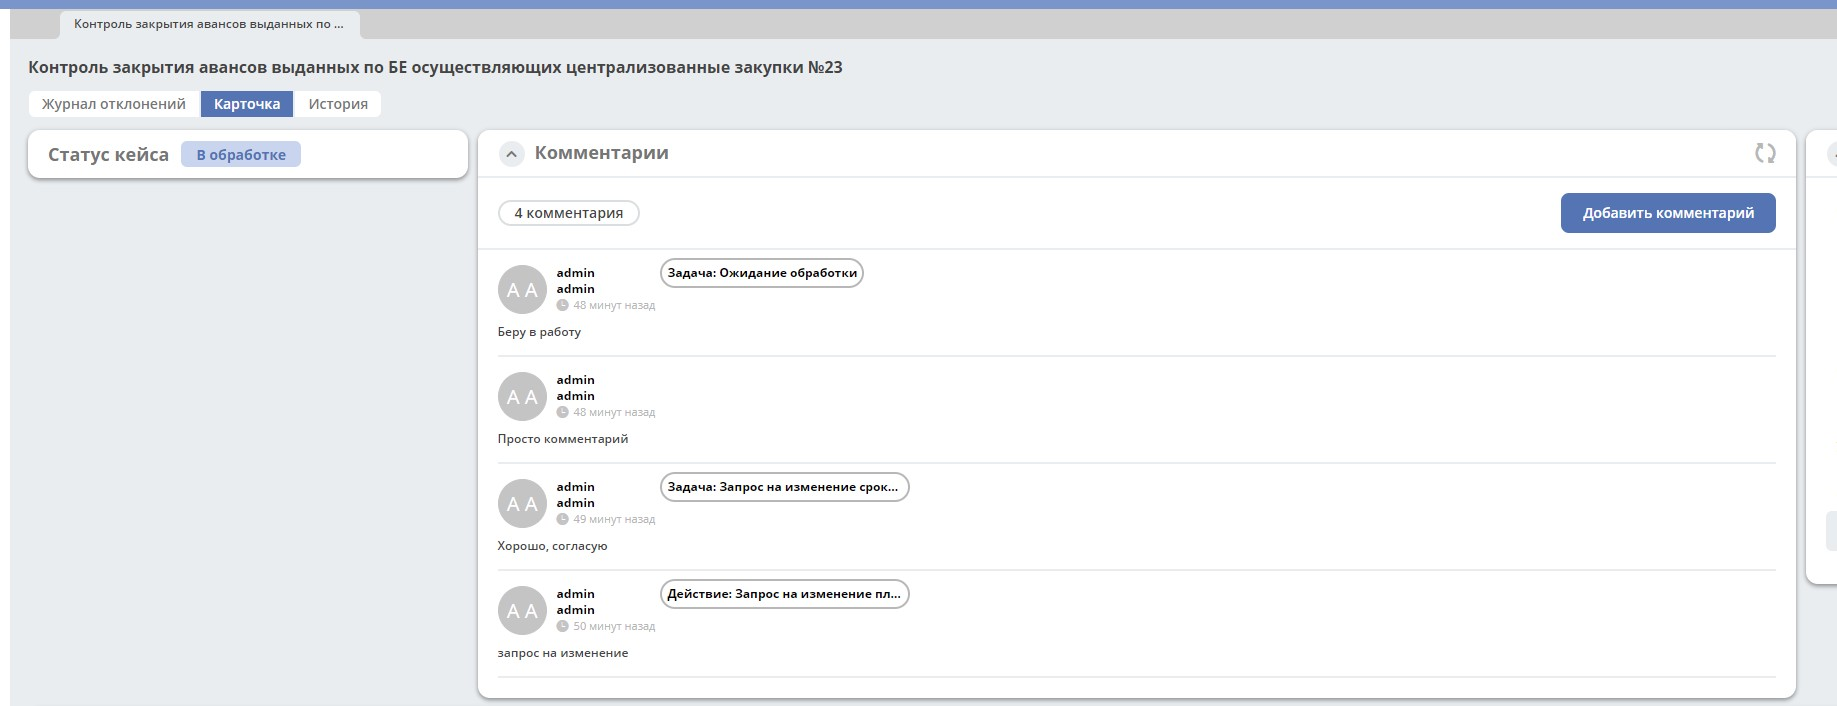 Контроль закрытия авансов выданных по ...
Контроль закрытия авансов выданных по БЕ осуществляющих централизованные закупки №23
Журнал отклонений Карточка История
Статус кейса В обработке
Комментарии
4 комментария
Добавить комментарий
A A
admin
admin
Задача: Ожидание обработки
48 минут назад
Беру в работу
A A
admin
admin
48 минут назад
Просто комментарий
A A
admin
admin
Задача: Запрос на изменение срок...
49 минут назад
Хорошо, согласую
A A
admin
admin
Действие: Запрос на изменение пл...
50 минут назад
запрос на изменение